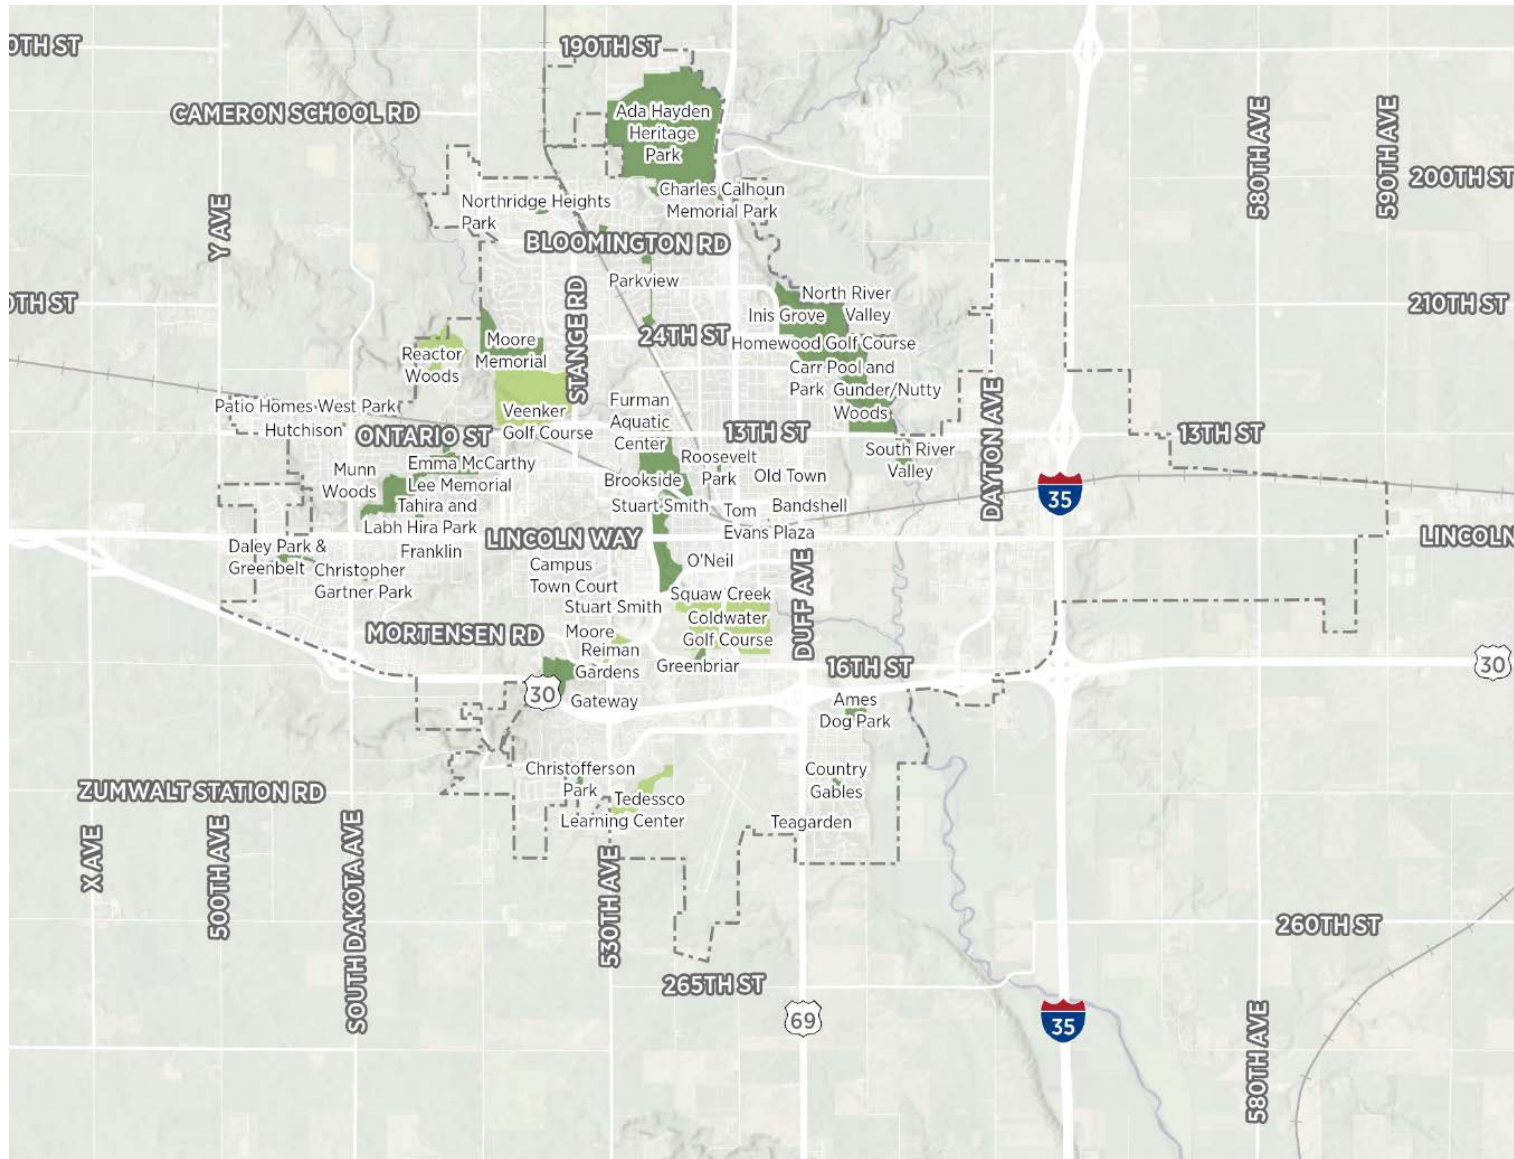 0TH ST
190TH ST
CAMERON SCHOOL RD
Ada Hayden
Heritage
Park
580TH AVE
590TH AVE
200TH ST
Y AVE
Northridge Heights
Park
Charles Calhoun
Memorial Park
BLOOMINGTON RD
Parkview
0TH ST
STANGE RD
North River
Valley
Inis Grove
210TH ST
24TH ST
Homewood Golf Course
Moore
Memorial
Reactor
Woods
Carr Pool and
Park
Gunder/Nutty
Woods
DAYTON AVE
Patio Homes West Park
Hutchison
Veenker
Golf Course
Furman
Aquatic
Center
ONTARIO ST
13TH ST
13TH ST
South River
Valley
Emma McCarthy
Lee Memorial
Munn
Woods
Roosevelt
Park
Old Town
Brookside
Tahira and
Labh Hira Park
Stuart Smith
Tom
Evans Plaza
Bandshell
35
LINCOLN WAY
LINCOLN
Daley Park &
Greenbelt
Franklin
Christopher
Gartner Park
Campus
Town Court
O'Neil
DUFF AVE
Stuart Smith
Squaw Creek
Coldwater
Golf Course
MORTENSEN RD
Moore
Reiman
Gardens
Greenbriar
16TH ST
30
30
Gateway
Ames
Dog Park
Christofferson
Park
Country
Gables
ZUMWALT STATION RD
Tedessco
Learning Center
Teagarden
X AVE
500TH AVE
SOUTH DAKOTA AVE
530TH AVE
260TH ST
265TH ST
69
35
580TH AVE